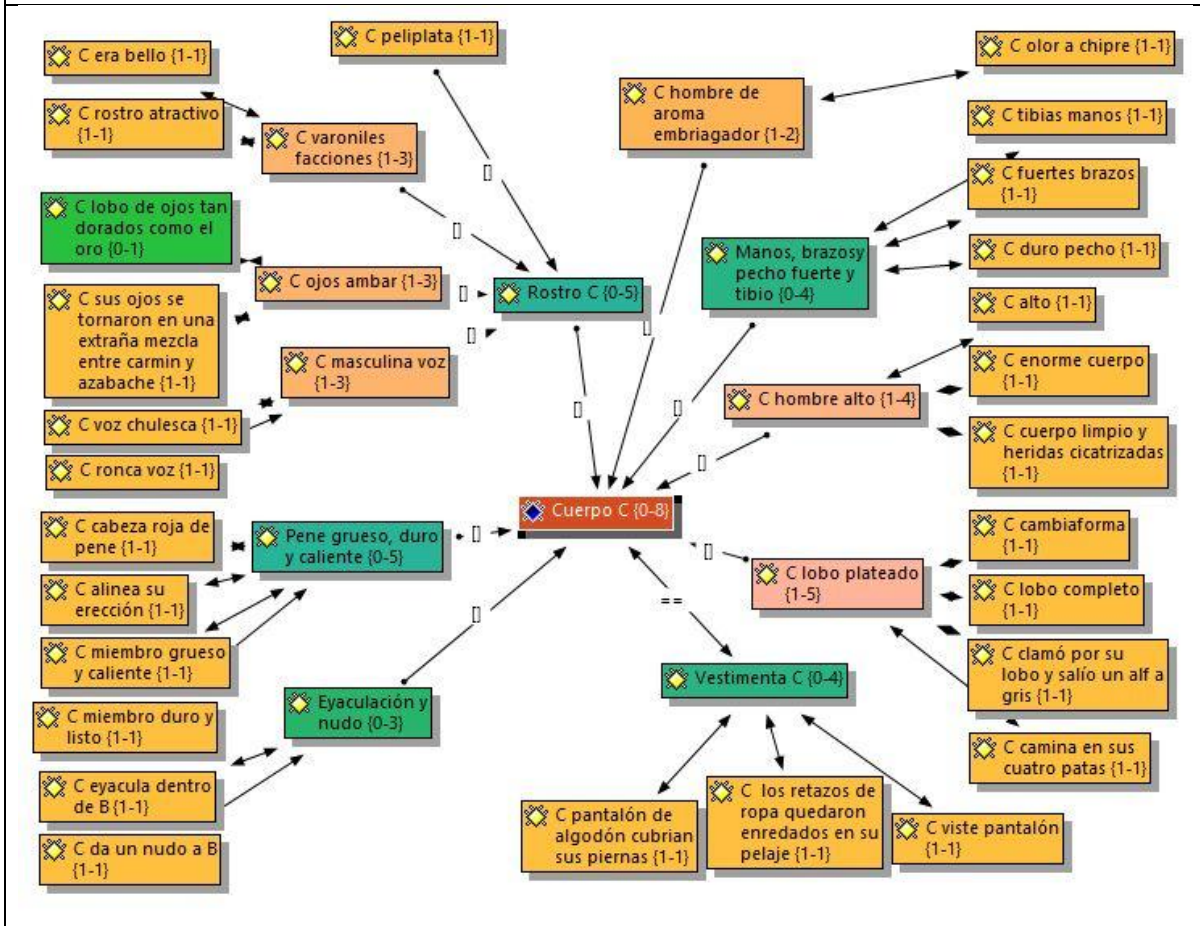 C era bello {1-1}
C peliplata {1-1}
C olor a chipre {1-1}
C rostro atractivo
{1-1}
C varoniles
facciones {1-3}
C hombre de
aroma
embriagador {1-2}
C tibias manos {1-1}
C fuertes brazos
{1-1}
C lobo de ojos tan
dorados como el
oro {0-1}
C ojos ambar {1-3}
Rostro C {0-5}
Manos, brazosy
pecho fuerte y
tibio {0-4}
C duro pecho {1-1}
C alto {1-1}
C sus ojos se
tornaron en una
extraña mezcla
entre carmin y
azabache {1-1}
C masculina voz
{1-3}
C hombre alto {1-4}
C enorme cuerpo
{1-1}
C voz chulesca {1-1}
C ronca voz {1-1}
C cuerpo limpio y
heridas cicatrizadas
{1-1}
C cabeza roja de
pene {1-1}
Pene grueso, duro
y caliente {0-5}
Cuerpo C {0-8}
C cambiaforma
{1-1}
C alinea su
erección {1-1}
C lobo plateado
{1-5}
C lobo completo
{1-1}
C miembro grueso
y caliente {1-1}
C clamó por su
lobo y salío un alf a
gris {1-1}
C miembro duro y
listo {1-1}
Eyaculación y
nudo {0-3}
Vestimenta C {0-4}
C camina en sus
cuatro patas {1-1}
C eyacula dentro
de B {1-1}
C da un nudo a B
{1-1}
C pantalón de
algodón cubrian
sus piernas {1-1}
C los retazos de
ropa quedaron
enredados en su
pelaje {1-1}
C viste pantalón
{1-1}
[]
[]
[]
[]
[]
[]
[]
[]
[]
[]
[]
==